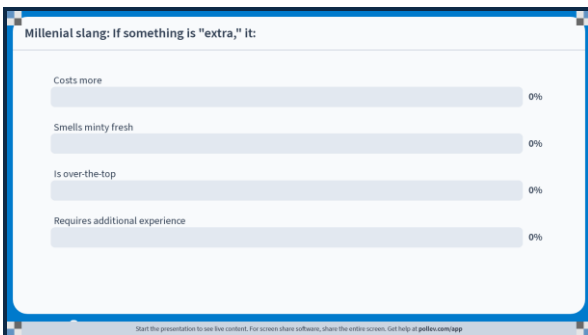 Millenial slang: If something is "extra," it:
Costs more
0%
Smells minty fresh
0%
Is over-the-top
0%
Requires additional experience
0%
Start the presentation to see live content. For screen share software, share the entire screen. Get help at pollev.com/app